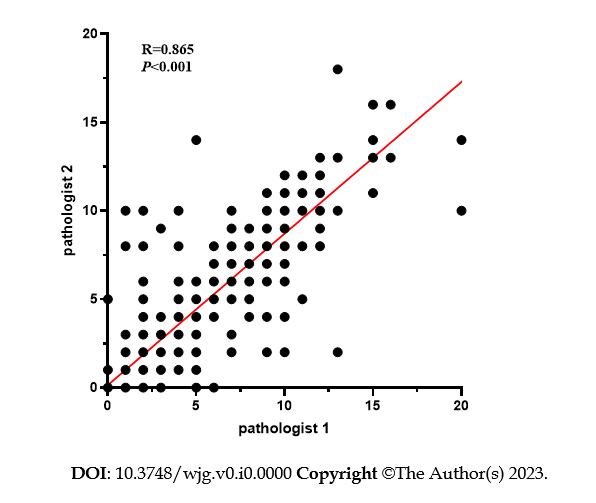 R=0.865
P<0.001
20
15
10
5
0
pathologist 2
0 5 10 15 20
pathologist 1
DOI: 10.3748/wjg.v0.i0.0000 Copyright ©The Author(s) 2023.